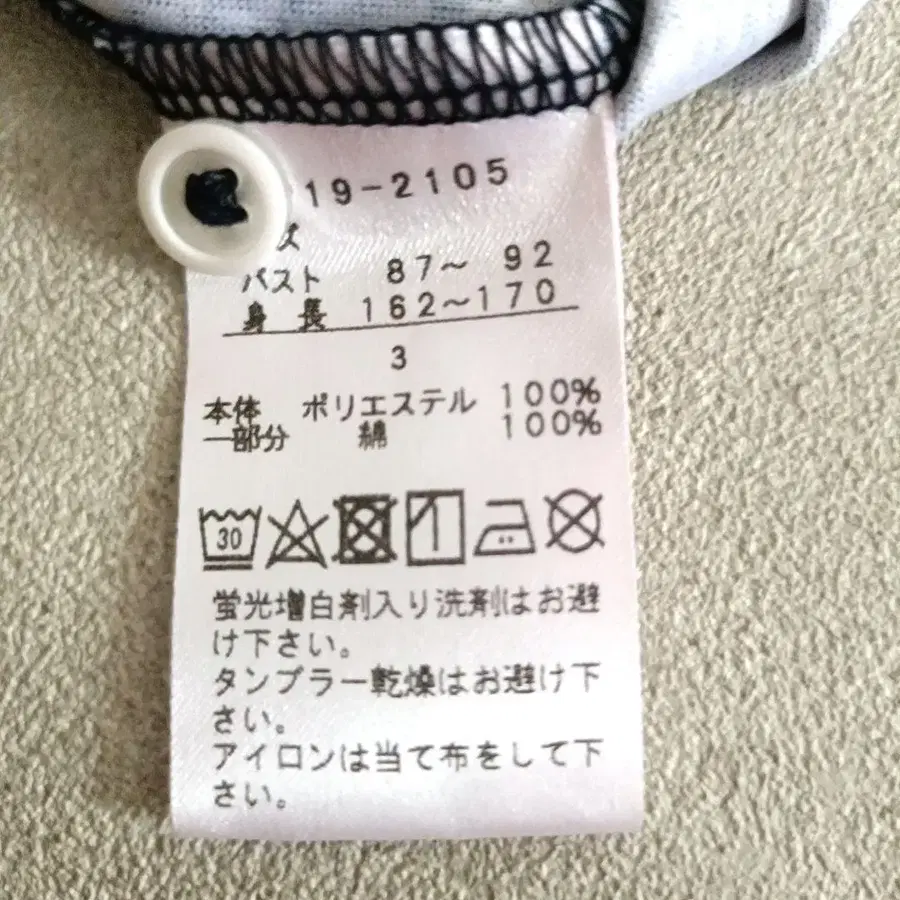 19-2105
ズ
バスト 87～ 92
身 長 162～170
3
本体 ポリエステル 100%
一部分 綿 100%
30
蛍光増白剤入り洗剤はお避
け下さい。
タンブラー乾燥はお避け下
さい。
アイロンは当て布をして下
さい。